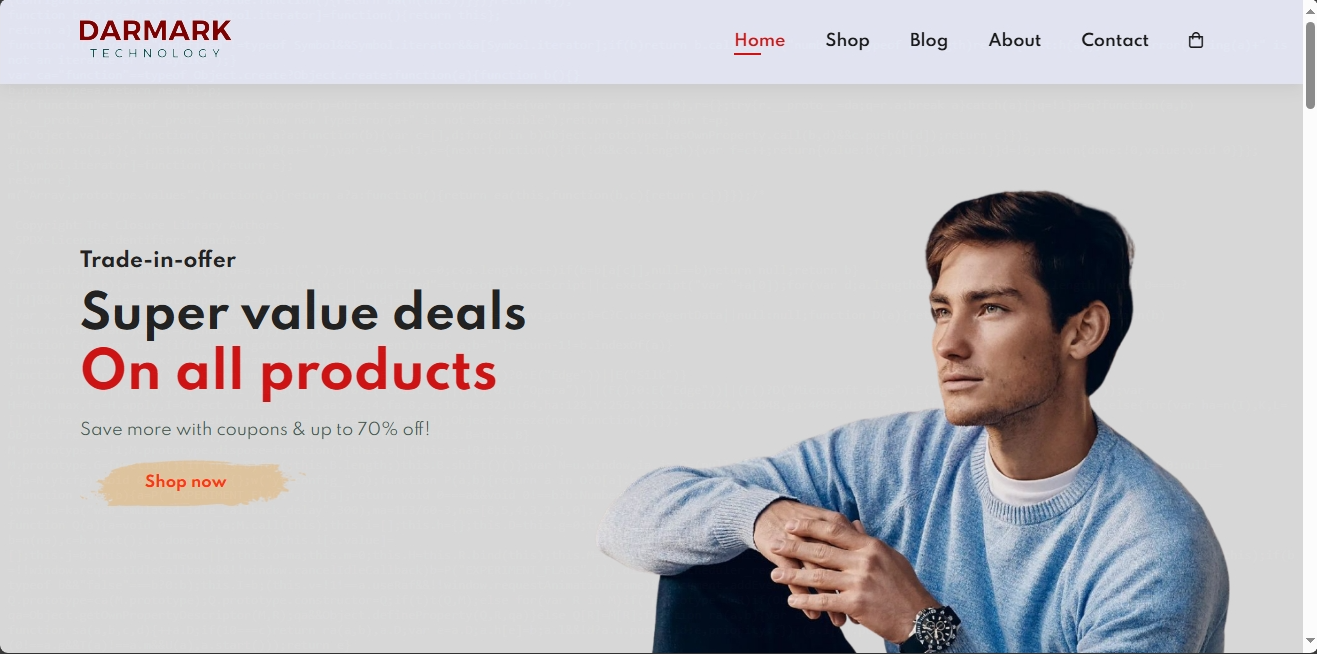 DARMARK
TECHNOLOGY
Home Shop Blog About Contact
Trade-in-offer
Super value deals
On all products
Save more with coupons & up to 70% off!
Shop now